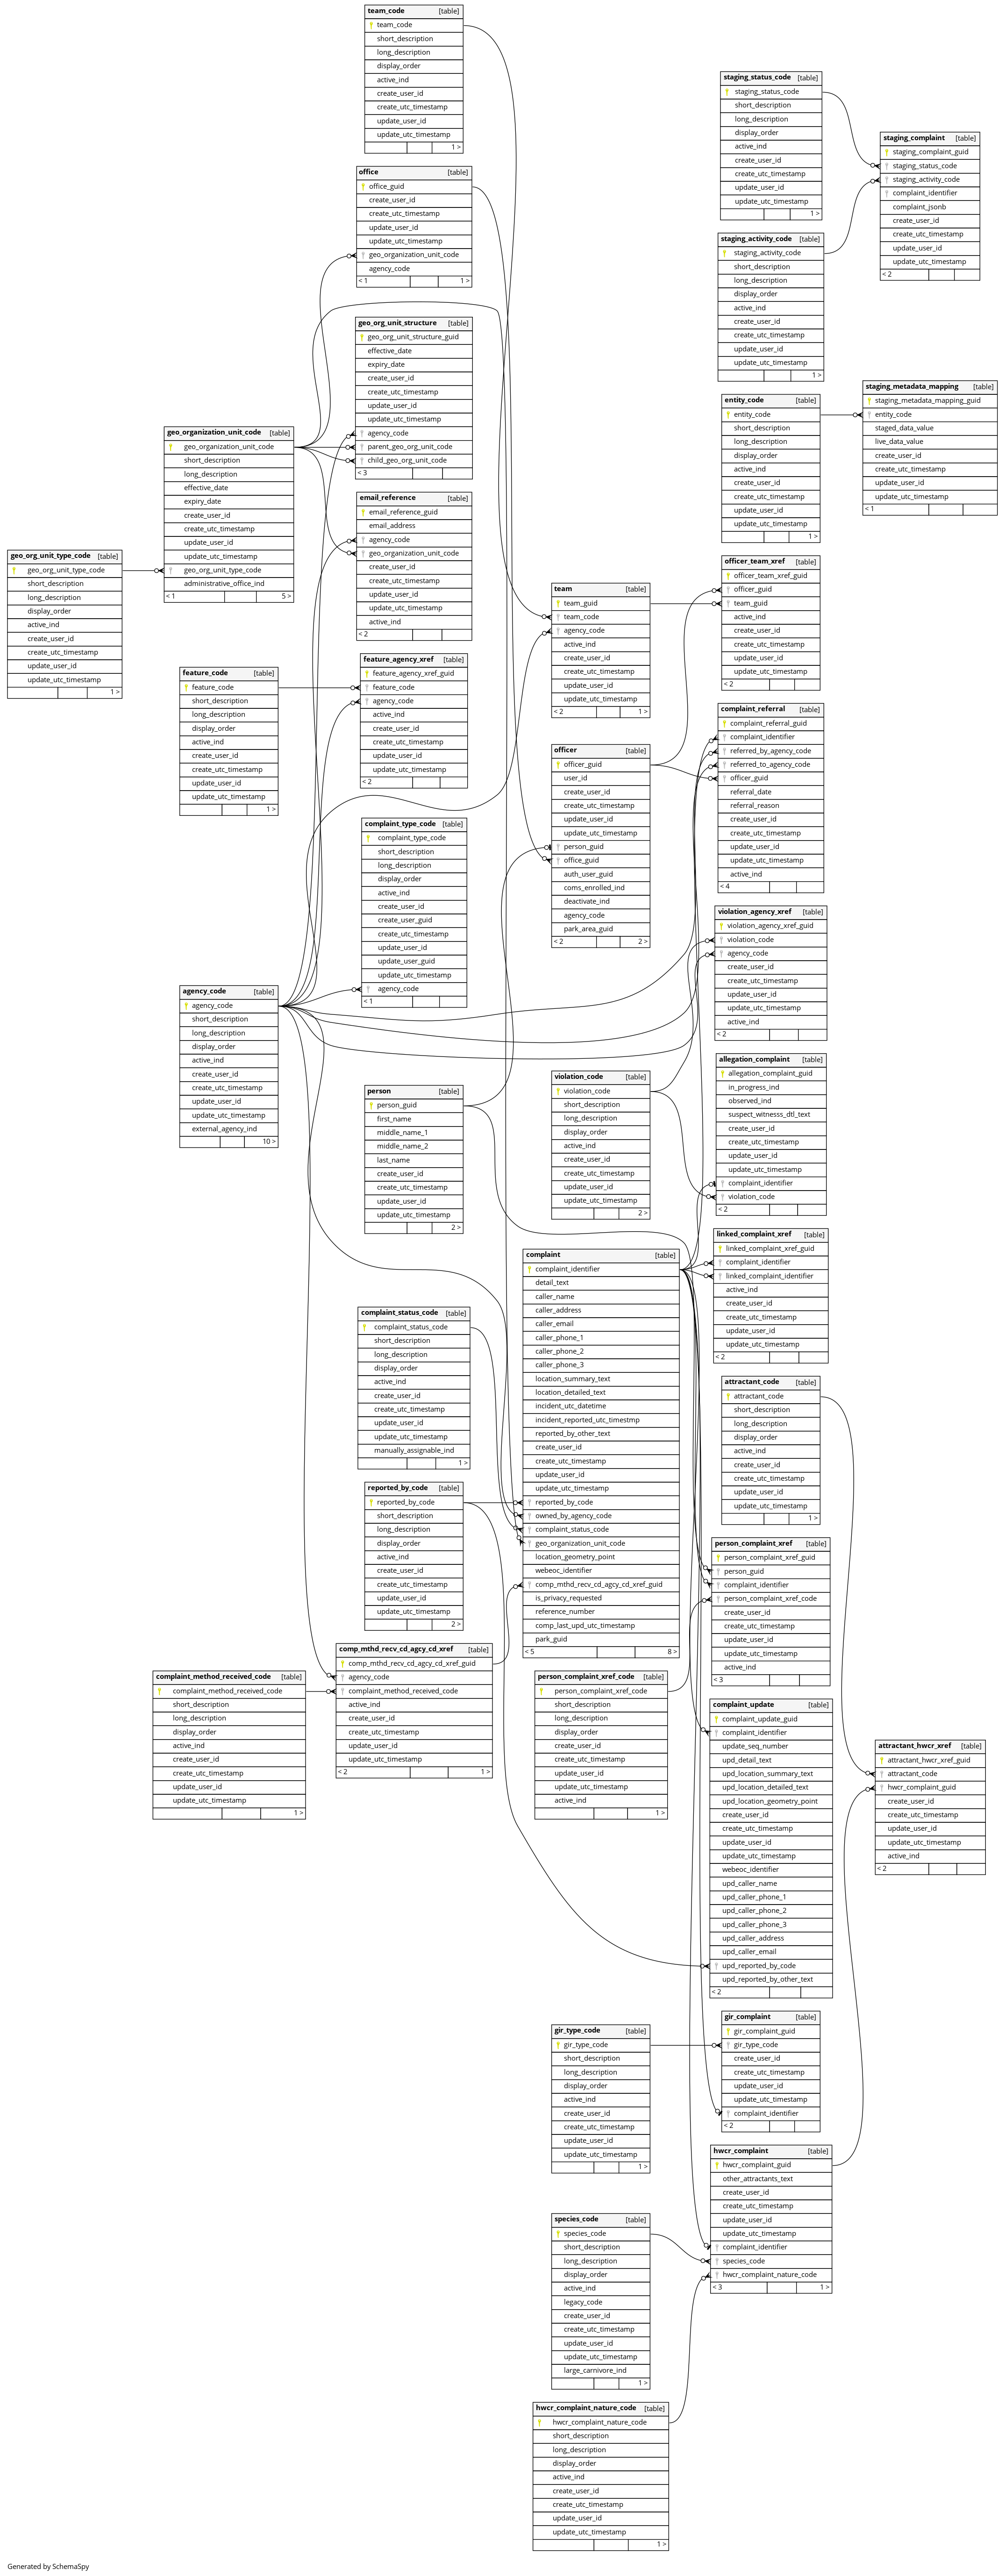 team_code [table]
team_code
short_description
long_description
display_order
active_ind
create_user_id
create_utc_timestamp
update_user_id
update_utc_timestamp
1 >
office [table]
office_guid
create_user_id
create_utc_timestamp
update_user_id
update_utc_timestamp
geo_organization_unit_code
agency_code
< 1 1 >
geo_org_unit_structure [table]
geo_org_unit_structure_guid
effective_date
expiry_date
create_user_id
create_utc_timestamp
update_user_id
update_utc_timestamp
agency_code
parent_geo_org_unit_code
child_geo_org_unit_code
< 3
geo_organization_unit_code [table]
geo_organization_unit_code
short_description
long_description
effective_date
expiry_date
create_user_id
create_utc_timestamp
update_user_id
update_utc_timestamp
geo_org_unit_type_code
administrative_office_ind
< 1 5 >
email_reference [table]
email_reference_guid
email_address
agency_code
geo_organization_unit_code
create_user_id
create_utc_timestamp
update_user_id
update_utc_timestamp
active_ind
< 2
geo_org_unit_type_code [table]
geo_org_unit_type_code
short_description
long_description
display_order
active_ind
create_user_id
create_utc_timestamp
update_user_id
update_utc_timestamp
1 >
feature_code [table]
feature_code
short_description
long_description
display_order
active_ind
create_user_id
create_utc_timestamp
update_user_id
update_utc_timestamp
1 >
feature_agency_xref [table]
feature_agency_xref_guid
feature_code
agency_code
active_ind
create_user_id
create_utc_timestamp
update_user_id
update_utc_timestamp
< 2
complaint_type_code [table]
complaint_type_code
short_description
long_description
display_order
active_ind
create_user_id
create_user_guid
create_utc_timestamp
update_user_id
update_user_guid
update_utc_timestamp
agency_code
< 1
agency_code [table]
agency_code
short_description
long_description
display_order
active_ind
create_user_id
create_utc_timestamp
update_user_id
update_utc_timestamp
external_agency_ind
10 >
person [table]
person_guid
first_name
middle_name_1
middle_name_2
last_name
create_user_id
create_utc_timestamp
update_user_id
update_utc_timestamp
2 >
complaint_status_code [table]
complaint_status_code
short_description
long_description
display_order
active_ind
create_user_id
create_utc_timestamp
update_user_id
update_utc_timestamp
manually_assignable_ind
1 >
reported_by_code [table]
reported_by_code
short_description
long_description
display_order
active_ind
create_user_id
create_utc_timestamp
update_user_id
update_utc_timestamp
2 >
comp_mthd_recv_cd_agcy_cd_xref [table]
comp_mthd_recv_cd_agcy_cd_xref_guid
agency_code
complaint_method_received_code
active_ind
create_user_id
create_utc_timestamp
update_user_id
update_utc_timestamp
< 2 1 >
complaint_method_received_code [table]
complaint_method_received_code
short_description
long_description
display_order
active_ind
create_user_id
create_utc_timestamp
update_user_id
update_utc_timestamp
1 >
team [table]
team_guid
team_code
agency_code
active_ind
create_user_id
create_utc_timestamp
update_user_id
update_utc_timestamp
< 2 1 >
officer [table]
officer_guid
user_id
create_user_id
create_utc_timestamp
update_user_id
update_utc_timestamp
person_guid
office_guid
auth_user_guid
coms_enrolled_ind
deactivate_ind
agency_code
park_area_guid
< 2 2 >
violation_code [table]
violation_code
short_description
long_description
display_order
active_ind
create_user_id
create_utc_timestamp
update_user_id
update_utc_timestamp
2 >
complaint [table]
complaint_identifier
detail_text
caller_name
caller_address
caller_email
caller_phone_1
caller_phone_2
caller_phone_3
location_summary_text
location_detailed_text
incident_utc_datetime
incident_reported_utc_timestmp
reported_by_other_text
create_user_id
create_utc_timestamp
update_user_id
update_utc_timestamp
reported_by_code
owned_by_agency_code
complaint_status_code
geo_organization_unit_code
location_geometry_point
webeoc_identifier
comp_mthd_recv_cd_agcy_cd_xref_guid
is_privacy_requested
reference_number
comp_last_upd_utc_timestamp
park_guid
< 5 8 >
person_complaint_xref_code [table]
person_complaint_xref_code
short_description
long_description
display_order
create_user_id
create_utc_timestamp
update_user_id
update_utc_timestamp
active_ind
1 >
gir_type_code [table]
gir_type_code
short_description
long_description
display_order
active_ind
create_user_id
create_utc_timestamp
update_user_id
update_utc_timestamp
1 >
species_code [table]
species_code
short_description
long_description
display_order
active_ind
legacy_code
create_user_id
create_utc_timestamp
update_user_id
update_utc_timestamp
large_carnivore_ind
1 >
hwcr_complaint_nature_code [table]
hwcr_complaint_nature_code
short_description
long_description
display_order
active_ind
create_user_id
create_utc_timestamp
update_user_id
update_utc_timestamp
1 >
staging_status_code [table]
staging_status_code
short_description
long_description
display_order
active_ind
create_user_id
create_utc_timestamp
update_user_id
update_utc_timestamp
1 >
staging_activity_code [table]
staging_activity_code
short_description
long_description
display_order
active_ind
create_user_id
create_utc_timestamp
update_user_id
update_utc_timestamp
1 >
entity_code [table]
entity_code
short_description
long_description
display_order
active_ind
create_user_id
create_utc_timestamp
update_user_id
update_utc_timestamp
1 >
officer_team_xref [table]
officer_team_xref_guid
officer_guid
team_guid
active_ind
create_user_id
create_utc_timestamp
update_user_id
update_utc_timestamp
< 2
complaint_referral [table]
complaint_referral_guid
complaint_identifier
referred_by_agency_code
referred_to_agency_code
officer_guid
referral_date
referral_reason
create_user_id
create_utc_timestamp
update_user_id
update_utc_timestamp
active_ind
< 4
violation_agency_xref [table]
violation_agency_xref_guid
violation_code
agency_code
create_user_id
create_utc_timestamp
update_user_id
update_utc_timestamp
active_ind
< 2
allegation_complaint [table]
allegation_complaint_guid
in_progress_ind
observed_ind
suspect_witnesss_dtl_text
create_user_id
create_utc_timestamp
update_user_id
update_utc_timestamp
complaint_identifier
violation_code
< 2
linked_complaint_xref [table]
linked_complaint_xref_guid
complaint_identifier
linked_complaint_identifier
active_ind
create_user_id
create_utc_timestamp
update_user_id
update_utc_timestamp
< 2
attractant_code [table]
attractant_code
short_description
long_description
display_order
active_ind
create_user_id
create_utc_timestamp
update_user_id
update_utc_timestamp
1 >
person_complaint_xref [table]
person_complaint_xref_guid
person_guid
complaint_identifier
person_complaint_xref_code
create_user_id
create_utc_timestamp
update_user_id
update_utc_timestamp
active_ind
< 3
complaint_update [table]
complaint_update_guid
complaint_identifier
update_seq_number
upd_detail_text
upd_location_summary_text
upd_location_detailed_text
upd_location_geometry_point
create_user_id
create_utc_timestamp
update_user_id
update_utc_timestamp
webeoc_identifier
upd_caller_name
upd_caller_phone_1
upd_caller_phone_2
upd_caller_phone_3
upd_caller_address
upd_caller_email
upd_reported_by_code
upd_reported_by_other_text
< 2
gir_complaint [table]
gir_complaint_guid
gir_type_code
create_user_id
create_utc_timestamp
update_user_id
update_utc_timestamp
complaint_identifier
< 2
hwcr_complaint [table]
hwcr_complaint_guid
other_attractants_text
create_user_id
create_utc_timestamp
update_user_id
update_utc_timestamp
complaint_identifier
species_code
hwcr_complaint_nature_code
< 3 1 >
staging_complaint [table]
staging_complaint_guid
staging_status_code
staging_activity_code
complaint_identifier
complaint_jsonb
create_user_id
create_utc_timestamp
update_user_id
update_utc_timestamp
< 2
staging_metadata_mapping [table]
staging_metadata_mapping_guid
entity_code
staged_data_value
live_data_value
create_user_id
create_utc_timestamp
update_user_id
update_utc_timestamp
< 1
attractant_hwcr_xref [table]
attractant_hwcr_xref_guid
attractant_code
hwcr_complaint_guid
create_user_id
create_utc_timestamp
update_user_id
update_utc_timestamp
active_ind
< 2
Generated by SchemaSpy